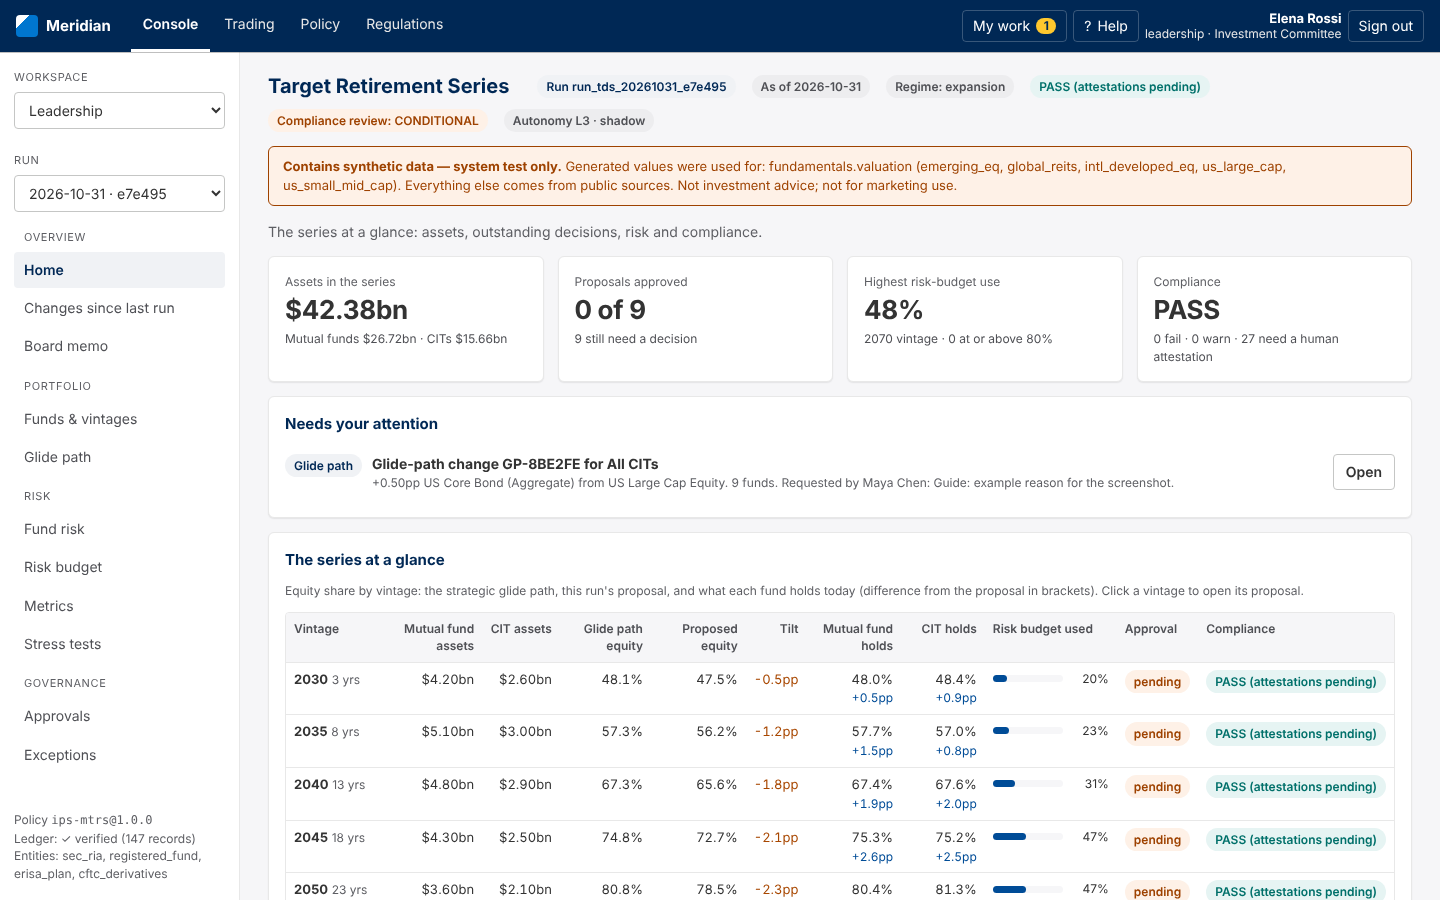 Meridian
Console
Trading
Policy
Regulations
My work 1
? Help
Elena Rossi
leadership · Investment Committee
Sign out
WORKSPACE
Leadership
RUN
2026-10-31 · e7e495
OVERVIEW
Home
Changes since last run
Board memo
PORTFOLIO
Funds & vintages
Glide path
RISK
Fund risk
Risk budget
Metrics
Stress tests
GOVERNANCE
Approvals
Exceptions
Policy ips-mtrs@1.0.0
Ledger: ✓ verified (147 records)
Entities: sec_ria, registered_fund,
erisa_plan, cftc_derivatives
Target Retirement Series
Run run_tds_20261031_e7e495
As of 2026-10-31
Regime: expansion
PASS (attestations pending)
Compliance review: CONDITIONAL
Autonomy L3 · shadow
Contains synthetic data — system test only. Generated values were used for: fundamentals.valuation (emerging_eq, global_reits, intl_developed_eq, us_large_cap,
us_small_mid_cap). Everything else comes from public sources. Not investment advice; not for marketing use.
The series at a glance: assets, outstanding decisions, risk and compliance.
Assets in the series
$42.38bn
Mutual funds $26.72bn · CITs $15.66bn
Proposals approved
0 of 9
9 still need a decision
Highest risk-budget use
48%
2070 vintage · 0 at or above 80%
Compliance
PASS
0 fail · 0 warn · 27 need a human
attestation
Needs your attention
Glide path
Glide-path change GP-8BE2FE for All CITs
+0.50pp US Core Bond (Aggregate) from US Large Cap Equity. 9 funds. Requested by Maya Chen: Guide: example reason for the screenshot.
Open
The series at a glance
Equity share by vintage: the strategic glide path, this run's proposal, and what each fund holds today (difference from the proposal in brackets). Click a vintage to open its proposal.
Vintage
Mutual fund
assets
CIT assets
Glide path
equity
Proposed
equity
Tilt
Mutual fund
holds
CIT holds
Risk budget used
Approval
Compliance
2030 3 yrs $4.20bn $2.60bn 48.1% 47.5% -0.5pp 48.0% 48.4% 20% pending PASS (attestations pending)
+0.5pp +0.9pp
2035 8 yrs $5.10bn $3.00bn 57.3% 56.2% -1.2pp 57.7% 57.0% 23% pending PASS (attestations pending)
+1.5pp +0.8pp
2040 13 yrs $4.80bn $2.90bn 67.3% 65.6% -1.8pp 67.4% 67.6% 31% pending PASS (attestations pending)
+1.9pp +2.0pp
2045 18 yrs $4.30bn $2.50bn 74.8% 72.7% -2.1pp 75.3% 75.2% 47% pending PASS (attestations pending)
+2.6pp +2.5pp
2050 23 yrs $3.60bn $2.10bn 80.8% 78.5% -2.3pp 80.4% 81.3% 47% pending PASS (attestations pending)